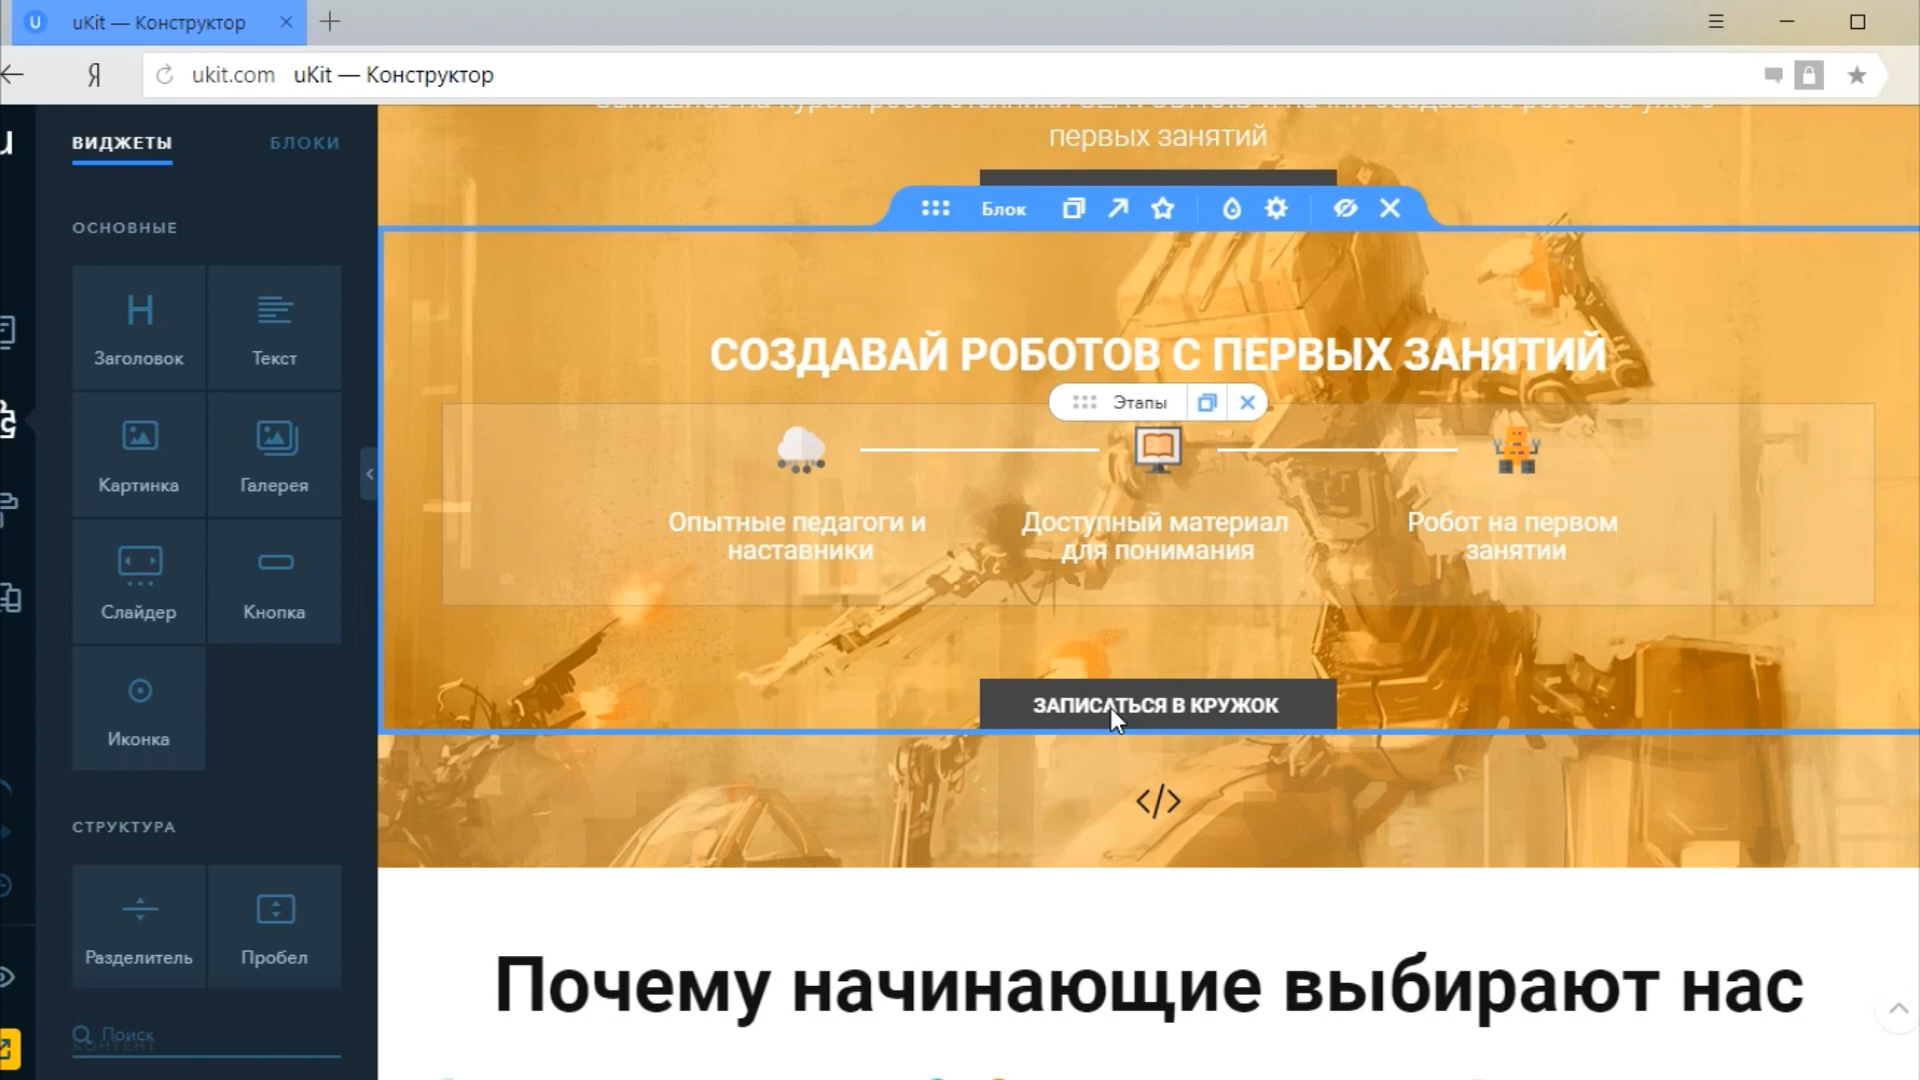 uKit — Конструктор
ukit.com uKit — Конструктор
ВИДЖЕТЫ
БЛОКИ
ОСНОВНЫЕ
Заголовок
Текст
Картинка
Галерея
Слайдер
Кнопка
Иконка
СТРУКТУРА
Разделитель
Пробел
Поиск
КОНТЕНТ
первых занятий
Блок
СОЗДАВАЙ РОБОТОВ С ПЕРВЫХ ЗАНЯТИЙ
Этапы
Опытные педагоги и
наставники
Доступный материал
для понимания
Робот на первом
занятии
ЗАПИСАТЬСЯ В КРУЖОК
Почему начинающие выбирают нас